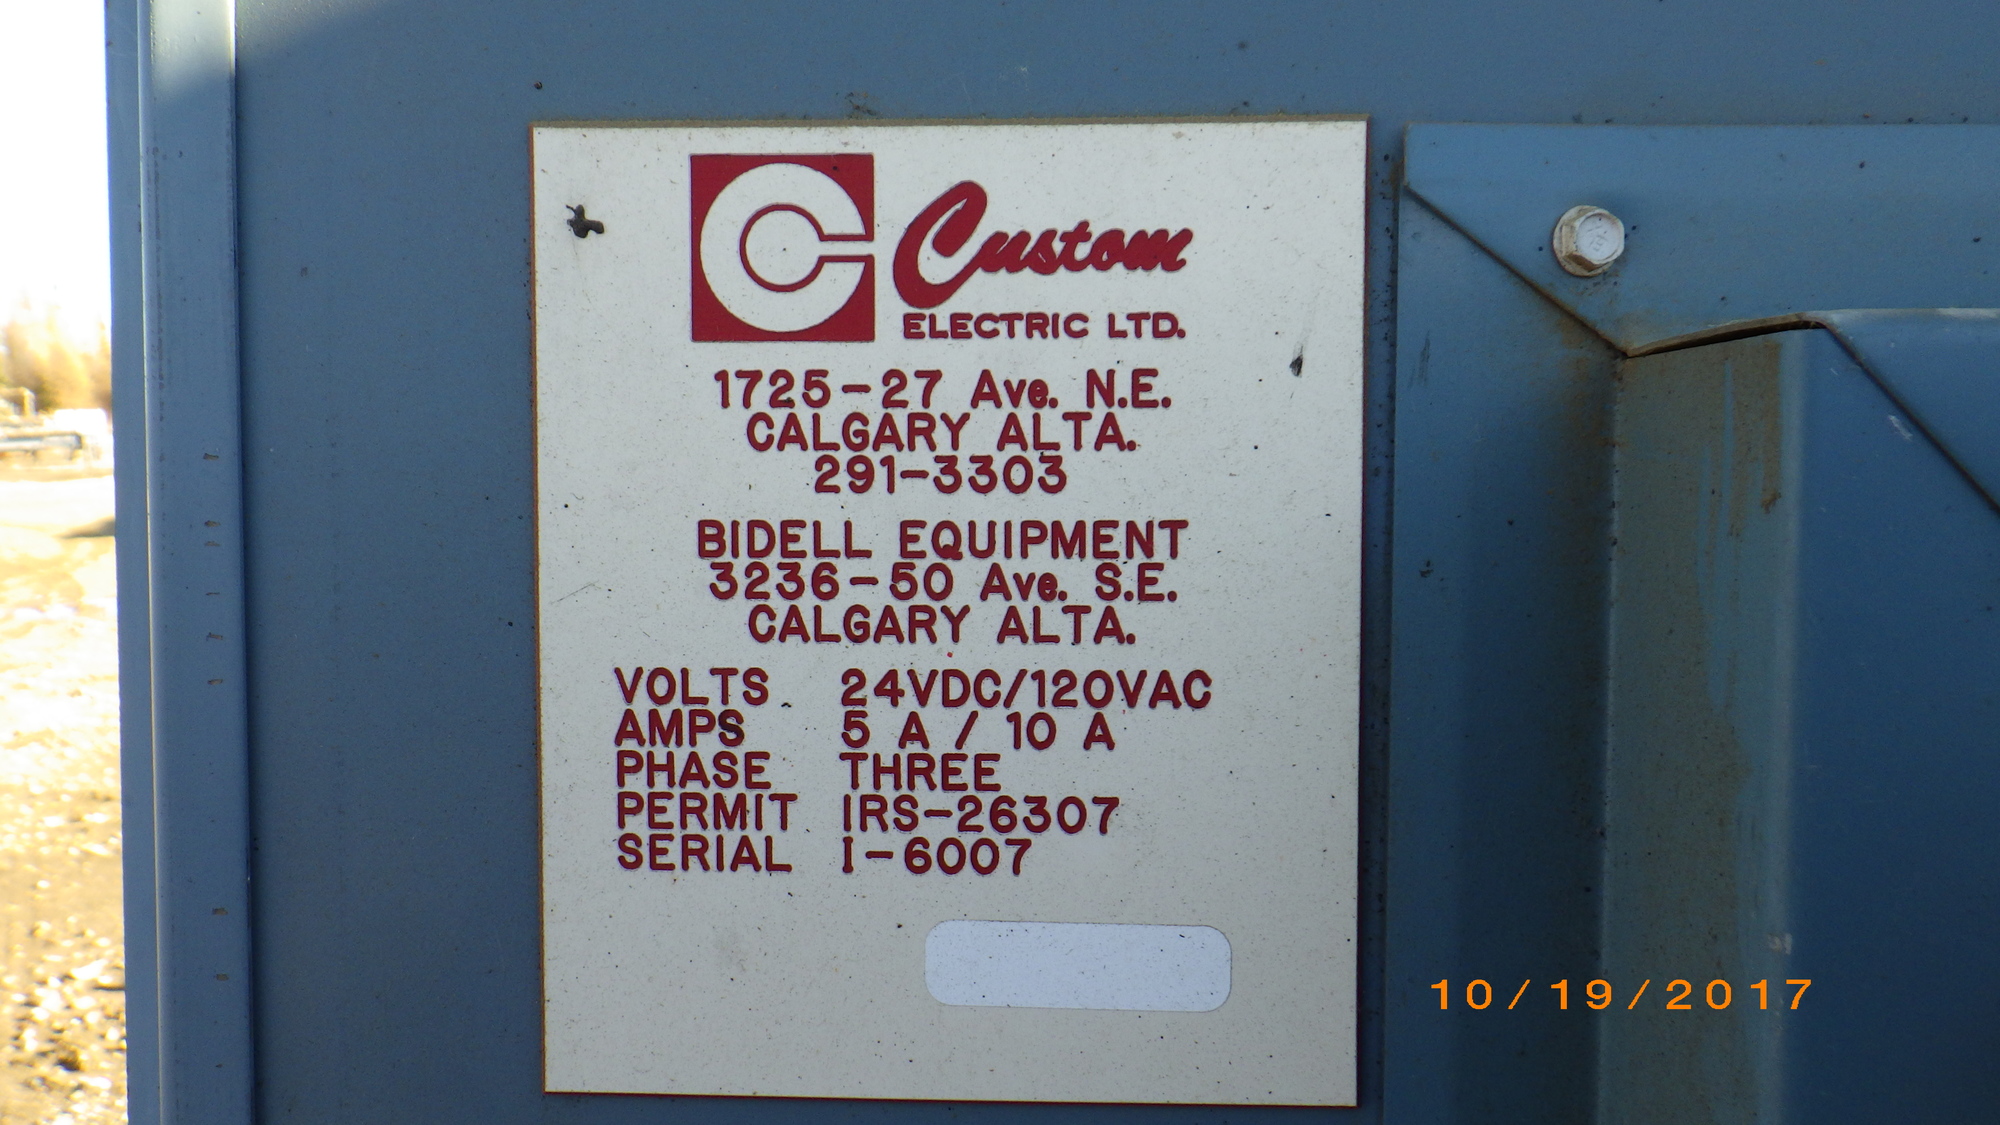 C Custom
ELECTRIC LTD.
1725-27 Ave. N.E.
CALGARY ALTA.
291-3303
BIDELL EQUIPMENT
3236-50 Ave. S.E.
CALGARY ALTA.
VOLTS 24VDC/120VAC
AMPS 5 A / 10 A
PHASE THREE
PERMIT IRS-26307
SERIAL I-6007
10/19/2017